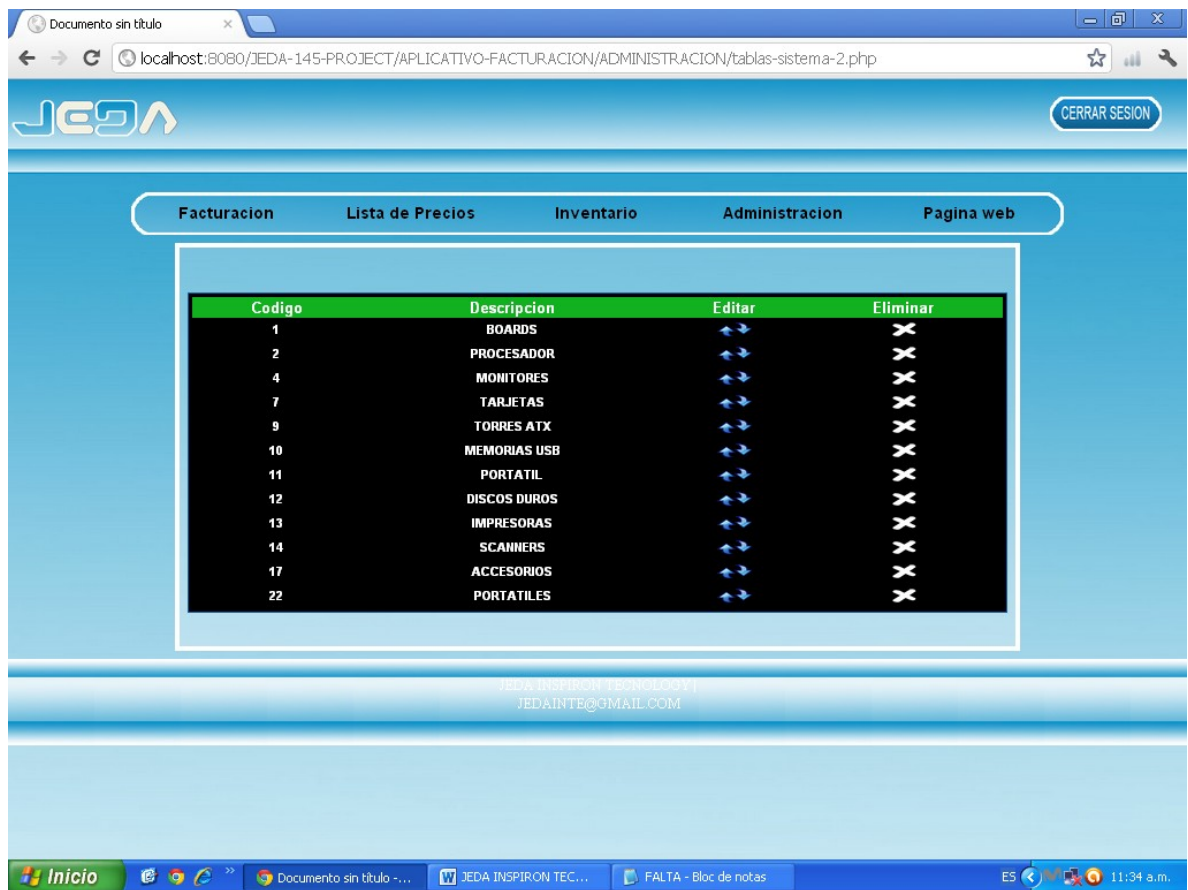 Documento sin título
localhost:8080/JEDA-145-PROJECT/APLICATIVO-FACTURACION/ADMINISTRACION/tablas-sistema-2.php
JEDA
CERRAR SESION
Facturacion Lista de Precios Inventario Administracion Pagina web
Codigo Descripcion Editar Eliminar
1 BOARDS
2 PROCESADOR
4 MONITORES
7 TARJETAS
9 TORRES ATX
10 MEMORIAS USB
11 PORTATIL
12 DISCOS DUROS
13 IMPRESORAS
14 SCANNERS
17 ACCESORIOS
22 PORTATILES
JEDA INSPIRON TECNOLOGY|
JEDAINTE@GMAIL.COM
Inicio Documento sin título -... JEDA INSPIRON TEC... FALTA - Bloc de notas ES 11:34 a.m.